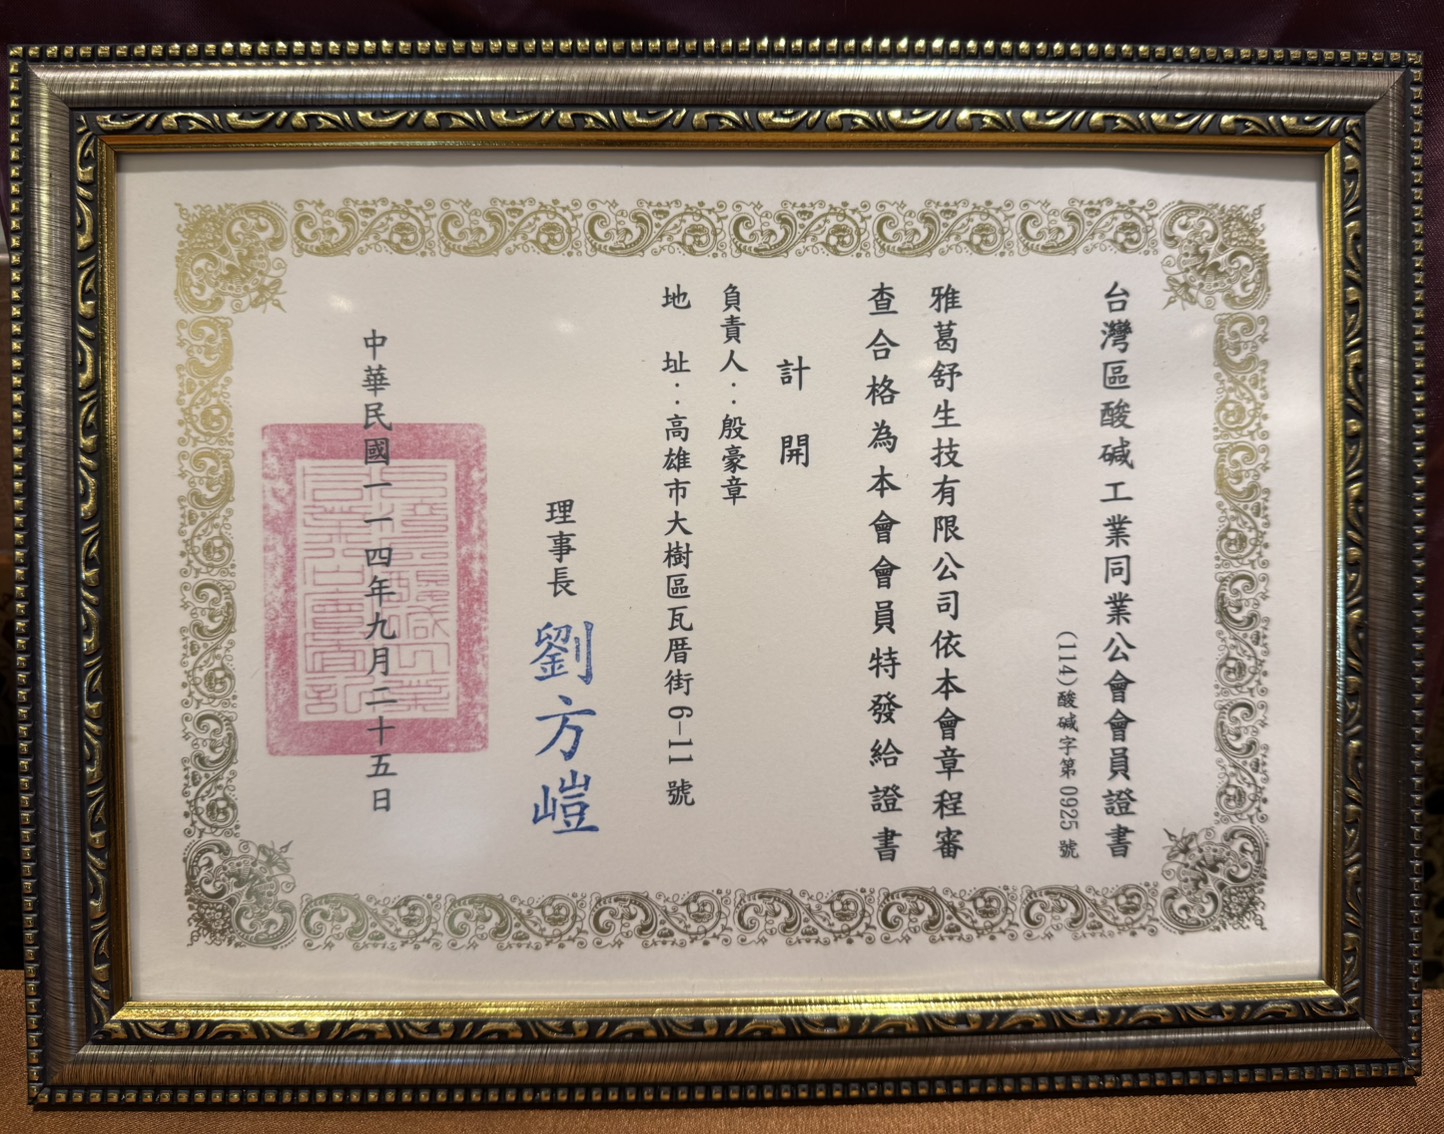 台灣區酸碱工業同業公會會員證書
(114)酸碱字第 0925 號
雅葛舒生技有限公司依本會章程審
查合格為本會會員特發給證書
計開
負責人：殷豪章
地址：高雄市大樹區瓦厝街 6-11 號
理事長 劉方嵦
中華民國一一四年九月二十五日